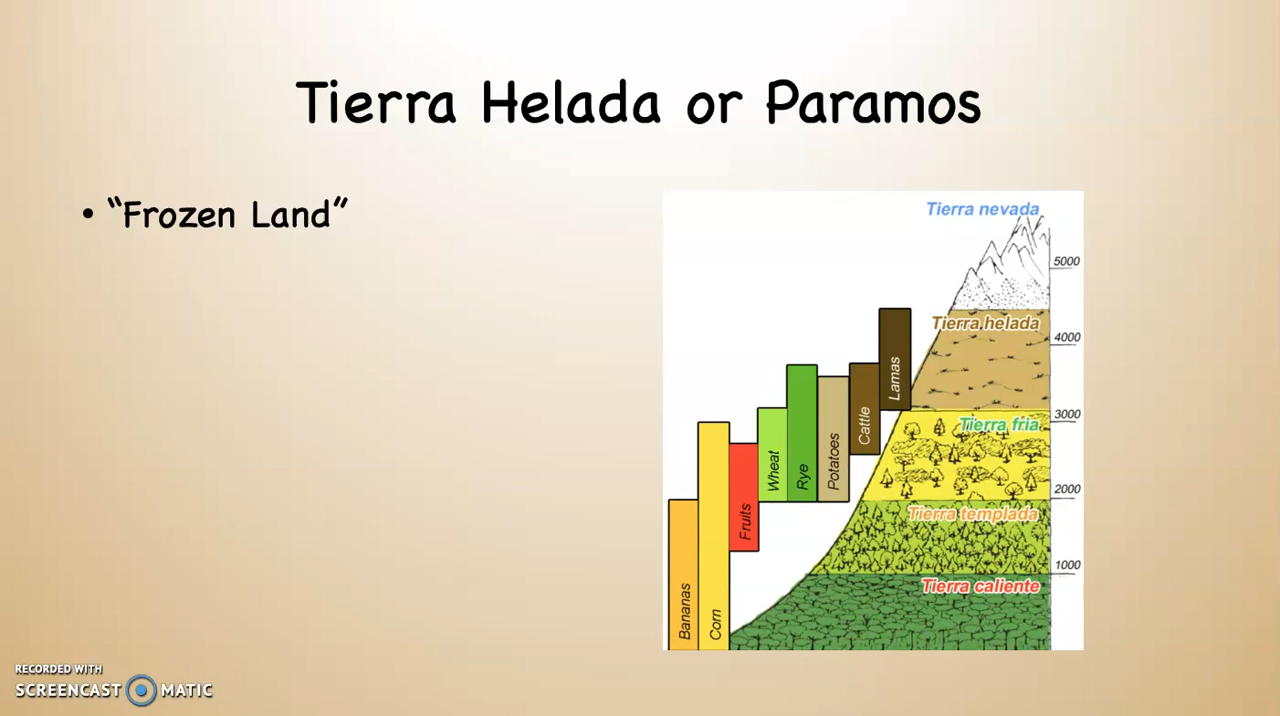 Tierra Helada or Paramos
• “Frozen Land”
Tierra nevada
5000
Tierra helada
4000
3000
Tierra fria
2000
Tierra templada
1000
Tierra caliente
Bananas
Corn
Fruits
Wheat
Rye
Potatoes
Cattle
Lamas
RECORDED WITH
SCREENCAST MATIC